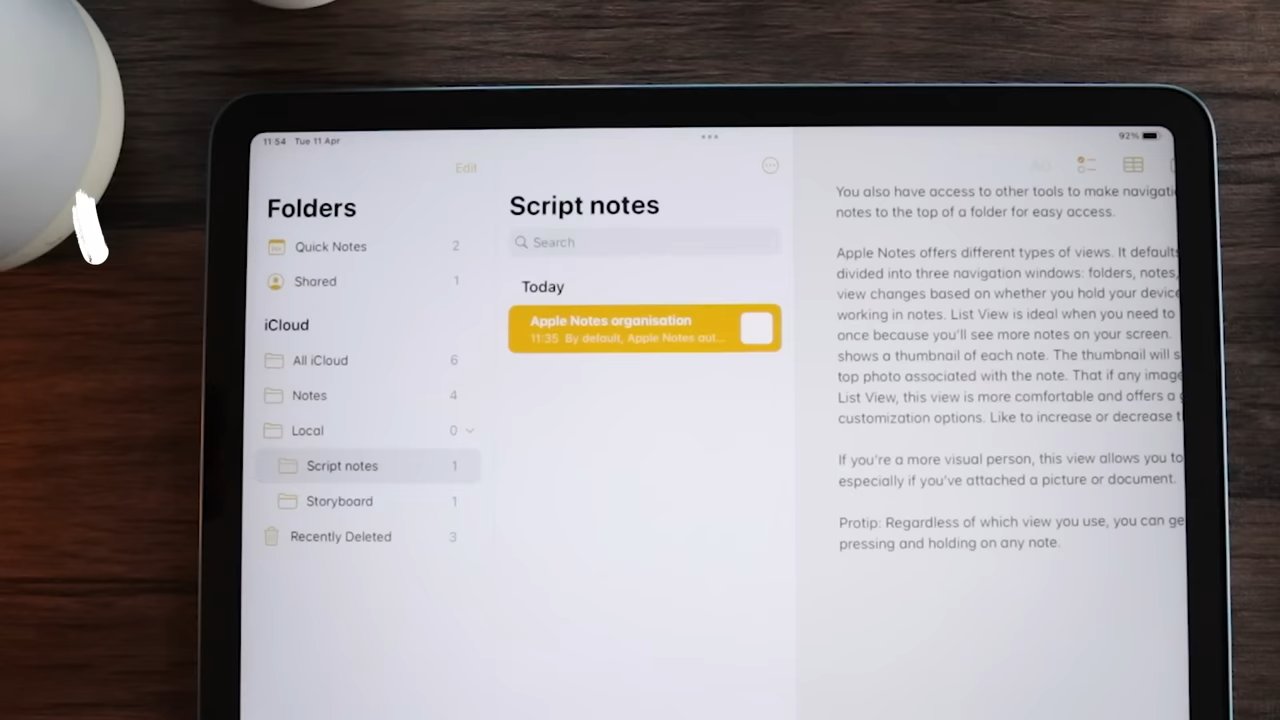 11:54 Tue 11 Apr
92%
Edit
Folders
Quick Notes 2
Shared 1
iCloud
All iCloud 6
Notes 4
Local 0
Script notes 1
Storyboard 1
Recently Deleted 3
Script notes
Search
Today
Apple Notes organisation
11:35 By default, Apple Notes aut...
Aa
You also have access to other tools to make navigati
notes to the top of a folder for easy access.
Apple Notes offers different types of views. It defaults
divided into three navigation windows: folders, notes,
view changes based on whether you hold your device
working in notes. List View is ideal when you need to
once because you'll see more notes on your screen.
shows a thumbnail of each note. The thumbnail will s
top photo associated with the note. That if any image
List View, this view is more comfortable and offers a g
customization options. Like to increase or decrease t
If you're a more visual person, this view allows you to
especially if you've attached a picture or document.
Protip: Regardless of which view you use, you can ge
pressing and holding on any note.